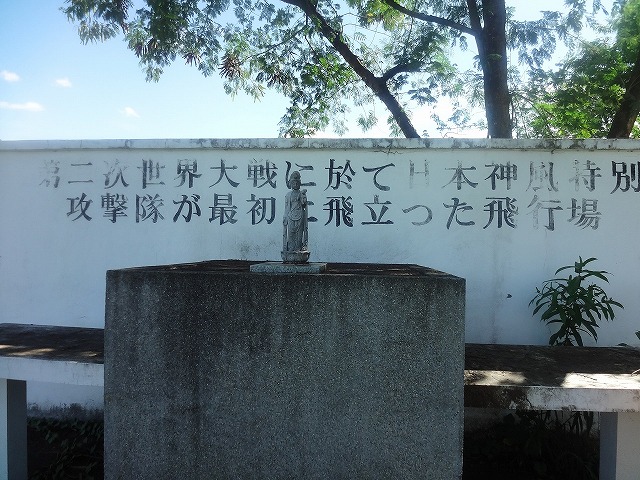 第二次世界大戦に於て日本神風特別
攻撃隊が最初に飛立った飛行場